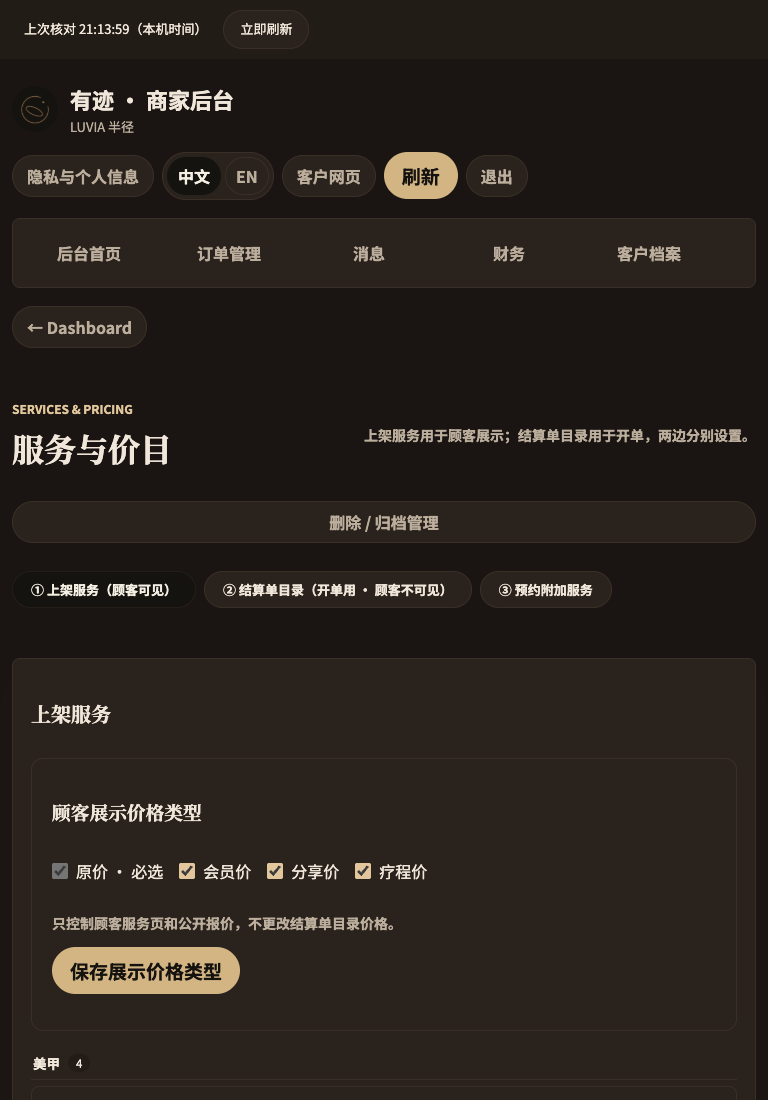 上次核对 21:13:59（本机时间） 立即刷新
有迹 · 商家后台
LUVIA 半径
隐私与个人信息 中文 EN 客户网页 刷新 退出
后台首页 订单管理 消息 财务 客户档案
← Dashboard
SERVICES & PRICING
服务与价目
上架服务用于顾客展示；结算单目录用于开单，两边分别设置。
删除 / 归档管理
① 上架服务（顾客可见） ② 结算单目录（开单用 · 顾客不可见） ③ 预约附加服务
上架服务
顾客展示价格类型
原价 · 必选 会员价 分享价 疗程价
只控制顾客服务页和公开报价，不更改结算单目录价格。
保存展示价格类型
美甲 4